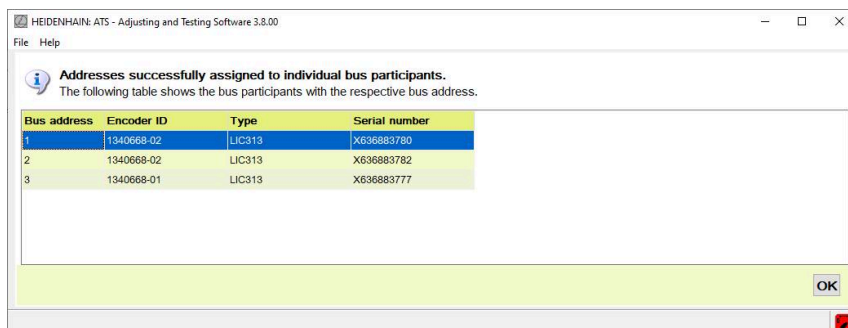 HEIDENHAIN: ATS - Adjusting and Testing Software 3.8.00
File Help
Addresses successfully assigned to individual bus participants.
The following table shows the bus participants with the respective bus address.
Bus address Encoder ID Type Serial number
1 1340668-02 LIC313 X636883780
2 1340668-02 LIC313 X636883782
3 1340668-01 LIC313 X636883777
OK